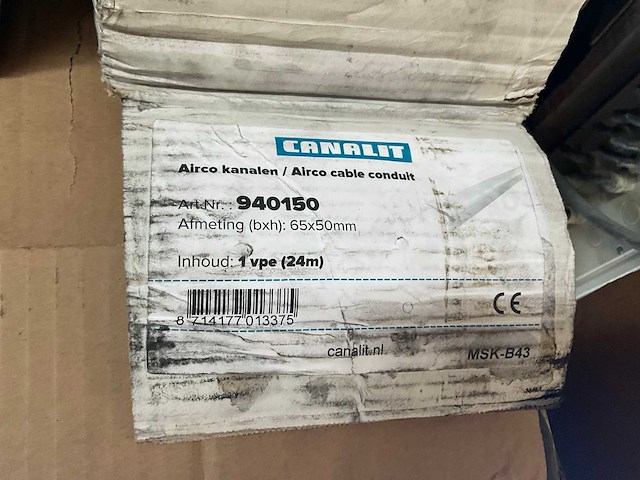 CANALIT
Airco kanalen / Airco cable conduit
Art.Nr. : 940150
Afmeting (bxh): 65x50mm
Inhoud: 1 vpe (24m)
CE
8 714177 013375
canalit.nl
MSK-B43